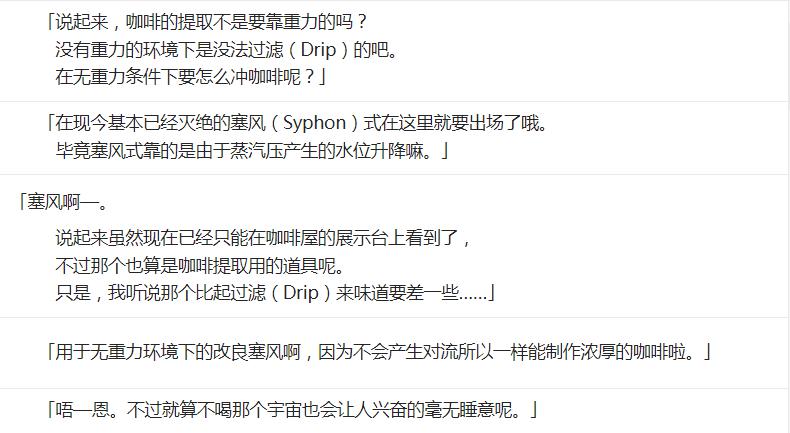 「说起来，咖啡的提取不是要靠重力的吗？
没有重力的环境下是没法过滤（Drip）的吧。
在无重力条件下要怎么冲咖啡呢？」
「在现今基本已经灭绝的塞风（Syphon）式在这里就要出场了哦。
毕竟塞风式靠的是由于蒸汽压产生的水位升降嘛。」
「塞风啊—。
说起来虽然现在已经只能在咖啡屋的展示台上看到了，
不过那个也算是咖啡提取用的道具呢。
只是，我听说那个比起过滤（Drip）来味道要差一些……」
「用于无重力环境下的改良塞风啊，因为不会产生对流所以一样能制作浓厚的咖啡啦。」
「唔—恩。不过就算不喝那个宇宙也会让人兴奋的毫无睡意呢。」